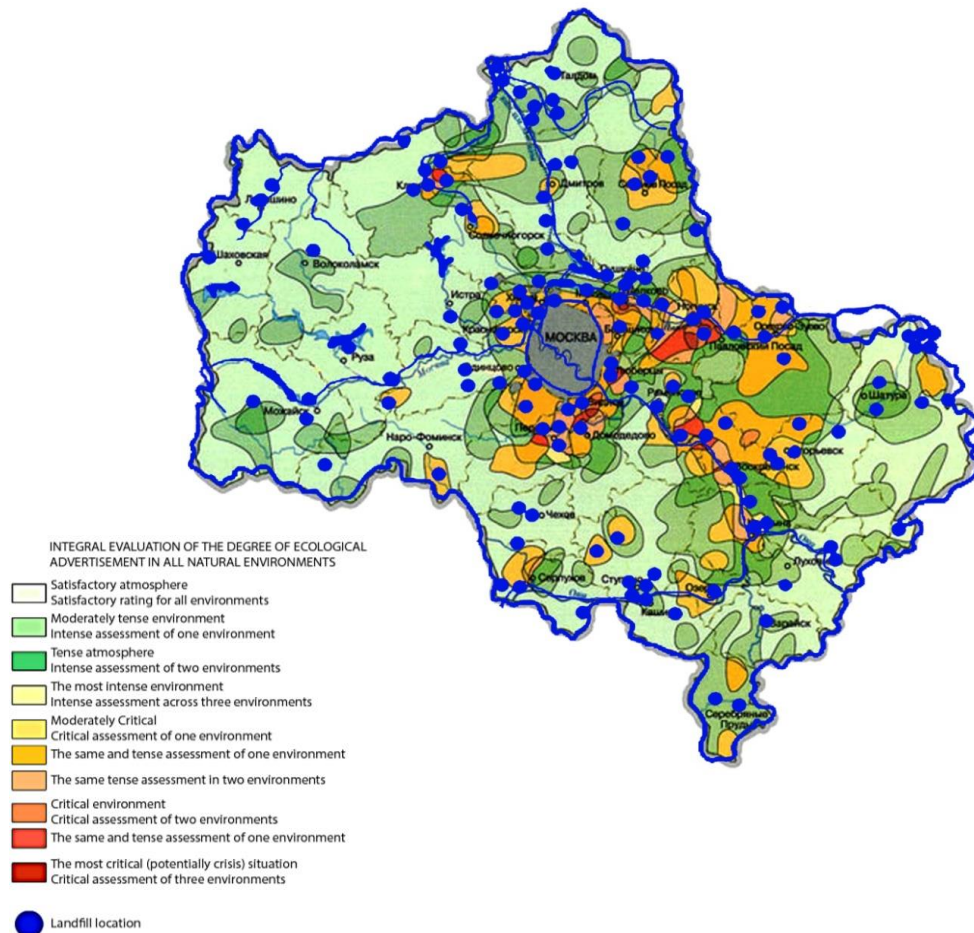 Талдом
Дмитров
Солнечногорск
Шаховская
Волоколамск
Истра
МОСКВА
Павловский Посад
Руза
Можайск
Наро-Фоминск
Домодедово
Шатура
Чехов
Серпухов
Ока
Зарайск
Серебряные
Пруды
INTEGRAL EVALUATION OF THE DEGREE OF ECOLOGICAL
ADVERTISEMENT IN ALL NATURAL ENVIRONMENTS
Satisfactory atmosphere
Satisfactory rating for all environments
Moderately tense environment
Intense assessment of one environment
Tense atmosphere
Intense assessment of two environments
The most intense environment
Intense assessment across three environments
Moderately Critical
Critical assessment of one environment
The same and tense assessment of one environment
The same tense assessment in two environments
Critical environment
Critical assessment of two environments
The same and tense assessment of one environment
The most critical (potentially crisis) situation
Critical assessment of three environments
Landfill location